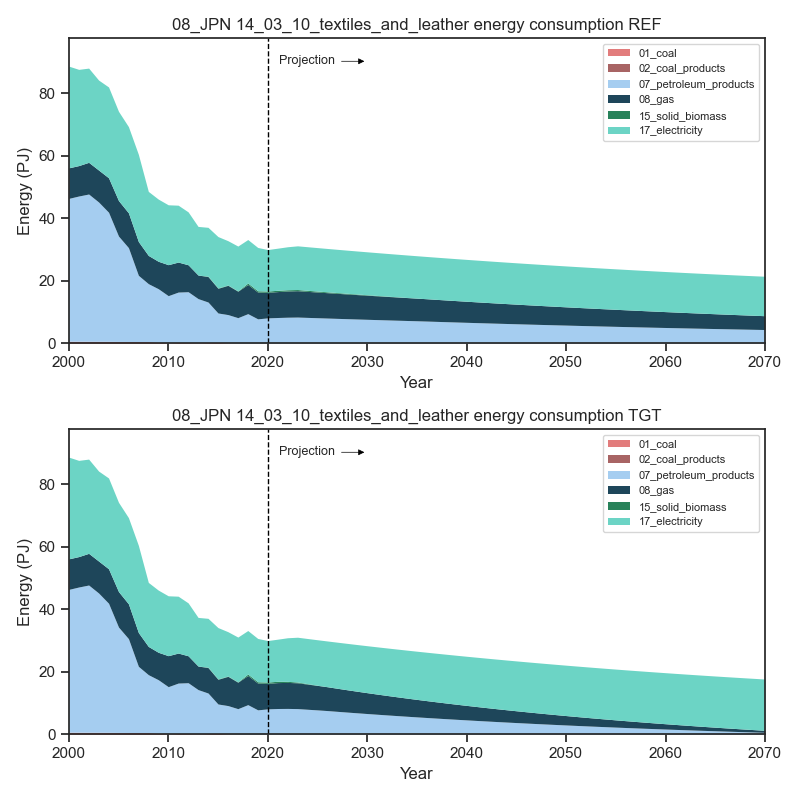 08_JPN 14_03_10_textiles_and_leather energy consumption REF
Energy (PJ)
80
60
40
20
0
Projection
01_coal
02_coal_products
07_petroleum_products
08_gas
15_solid_biomass
17_electricity
2000 2010 2020 2030 2040 2050 2060 2070
Year
08_JPN 14_03_10_textiles_and_leather energy consumption TGT
Energy (PJ)
80
60
40
20
0
Projection
01_coal
02_coal_products
07_petroleum_products
08_gas
15_solid_biomass
17_electricity
2000 2010 2020 2030 2040 2050 2060 2070
Year